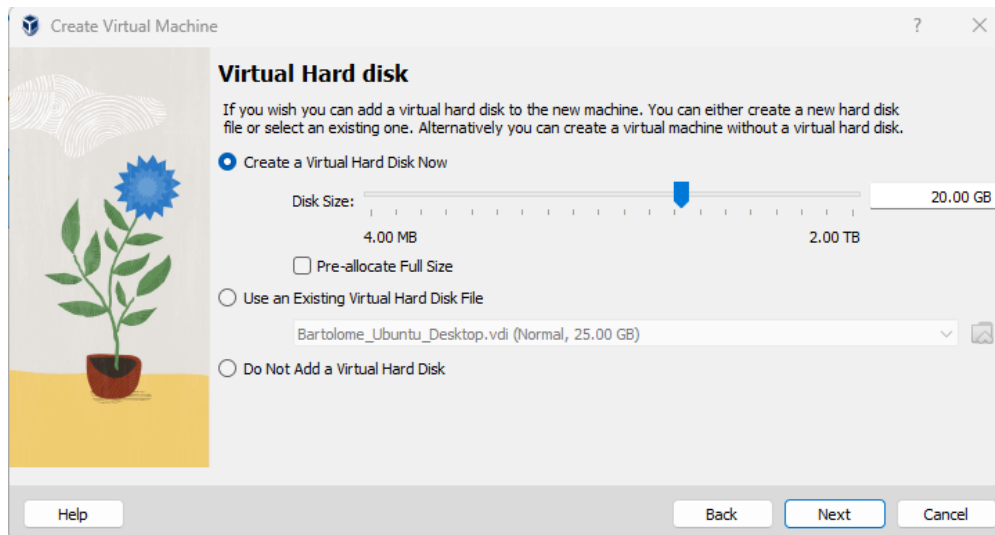 Create Virtual Machine
?
Virtual Hard disk
If you wish you can add a virtual hard disk to the new machine. You can either create a new hard disk
file or select an existing one. Alternatively you can create a virtual machine without a virtual hard disk.
Create a Virtual Hard Disk Now
Disk Size:
20.00 GB
4.00 MB
2.00 TB
Pre-allocate Full Size
Use an Existing Virtual Hard Disk File
Bartolome_Ubuntu_Desktop.vdi (Normal, 25.00 GB)
Do Not Add a Virtual Hard Disk
Help
Back
Next
Cancel